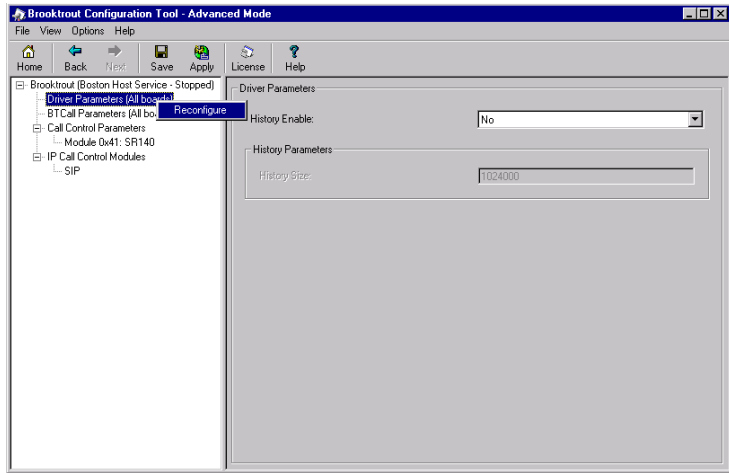 Brooktrout Configuration Tool - Advanced Mode
File View Options Help
Home Back Next Save Apply License Help
Brooktrout (Boston Host Service - Stopped)
Driver Parameters (All boards)
Reconfigure
BTCall Parameters (All boa
Call Control Parameters
Module 0x41: SR140
IP Call Control Modules
SIP
Driver Parameters
History Enable: No
History Parameters
History Size: 1024000